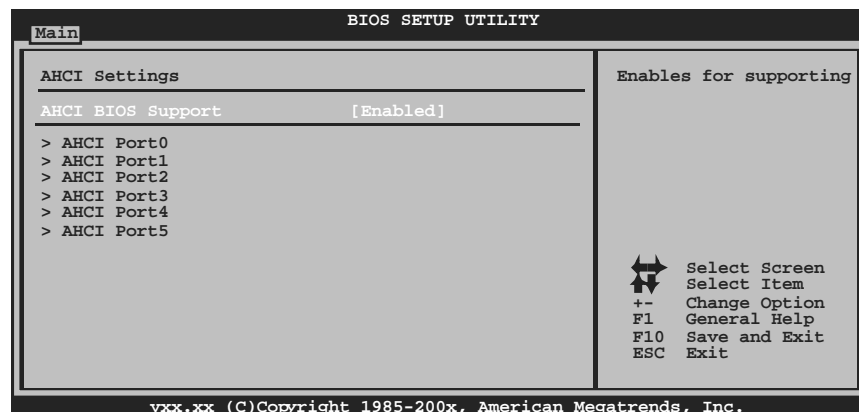 BIOS SETUP UTILITY
Main
AHCI Settings
AHCI BIOS Support [Enabled]
> AHCI Port0
> AHCI Port1
> AHCI Port2
> AHCI Port3
> AHCI Port4
> AHCI Port5
Enables for supporting
Select Screen
Select Item
+- Change Option
F1 General Help
F10 Save and Exit
ESC Exit
vxx.xx (C)Copyright 1985-200x, American Megatrends, Inc.